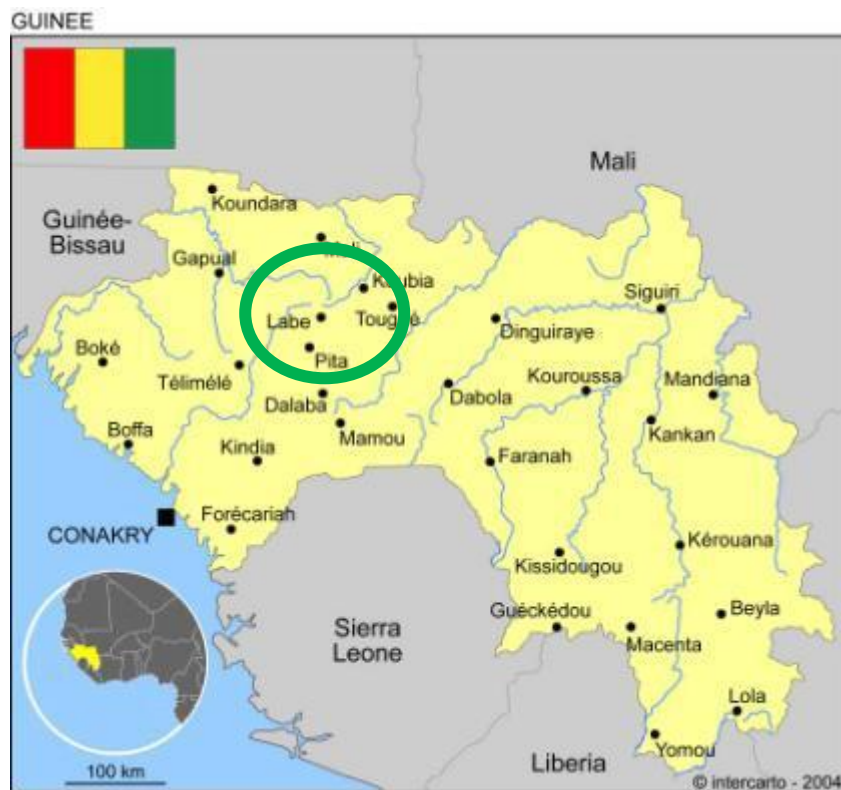 GUINEE
Mali
Guinée-
Bissau
Koundara
Mali
Gapual
Koubia
Siguiri
Labe
Tougué
Dinguiraye
Boké
Pita
Télimélé
Kouroussa
Mandiana
Dalaba
Dabola
Boffa
Mamou
Kankan
Kindia
Faranah
Forécariah
CONAKRY
Kérouana
Kissidougou
Guéckédou
Beyla
Sierra
Leone
Macenta
Lola
Yomou
Liberia
100 km
© intercarto - 2004